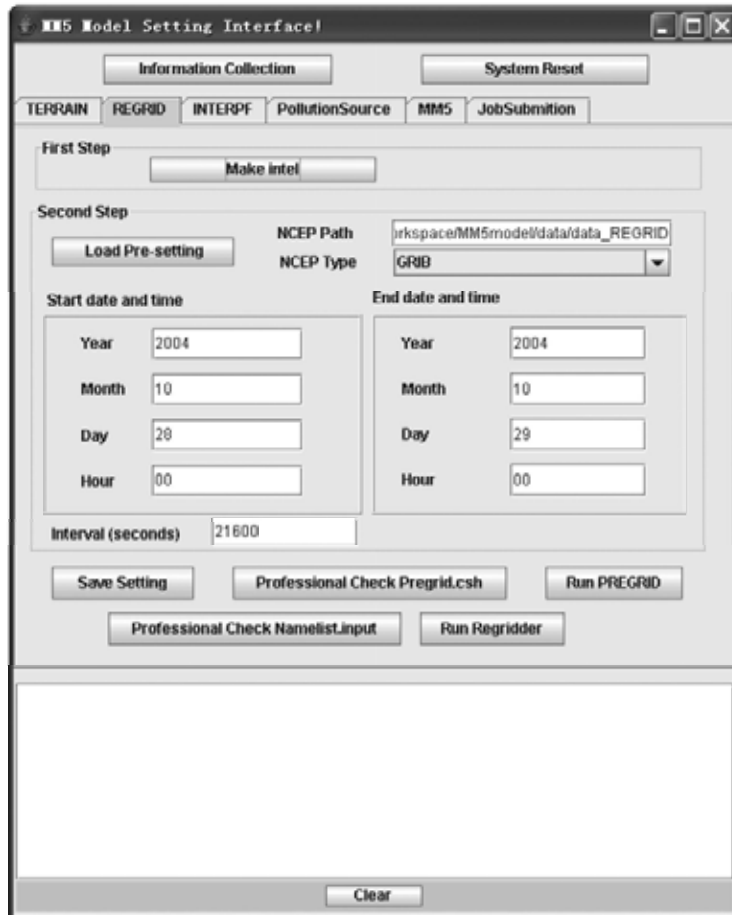 MM5 Model Setting Interface!
Information Collection System Reset
TERRAIN REGRID INTERPF PollutionSource MM5 JobSubmition
First Step
Make intel
Second Step
NCEP Path rkspace/MM5model/data/data_REGRID
Load Pre-setting
NCEP Type GRIB
Start date and time End date and time
Year 2004 Year 2004
Month 10 Month 10
Day 28 Day 29
Hour 00 Hour 00
Interval (seconds) 21600
Save Setting Professional Check Pregrid.csh Run PREGRID
Professional Check Namelist.input Run Regridder
Clear